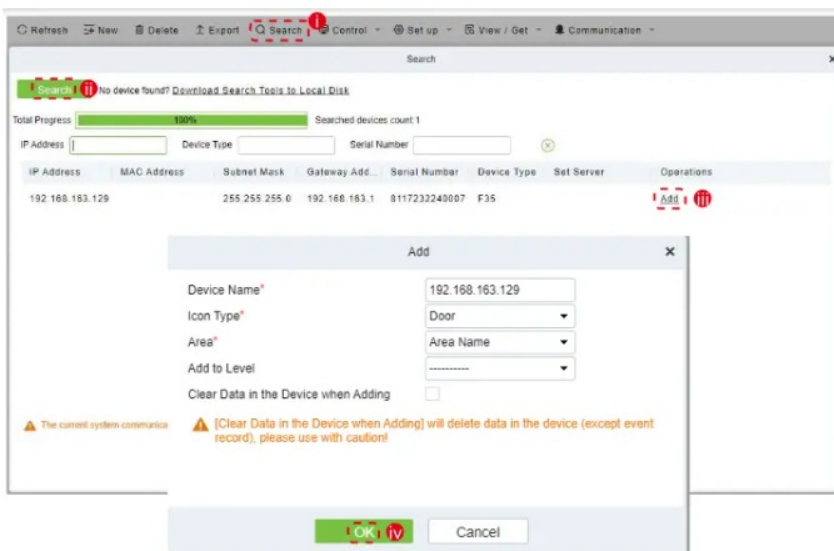 Refresh New Delete Export Search i Control Set up View / Get Communication
Search
Search ii No device found? Download Search Tools to Local Disk
Total Progress 100% Searched devices count:1
IP Address Device Type Serial Number
IP Address MAC Address Subnet Mask Gateway Add... Serial Number Device Type Set Server Operations
192.168.163.129 255.255.255.0 192.168.163.1 8117232240007 F35 Add iii
Add
Device Name* 192.168.163.129
Icon Type* Door
Area* Area Name
Add to Level ----------
Clear Data in the Device when Adding
The current system communica
[Clear Data in the Device when Adding] will delete data in the device (except event
record), please use with caution!
OK iv Cancel